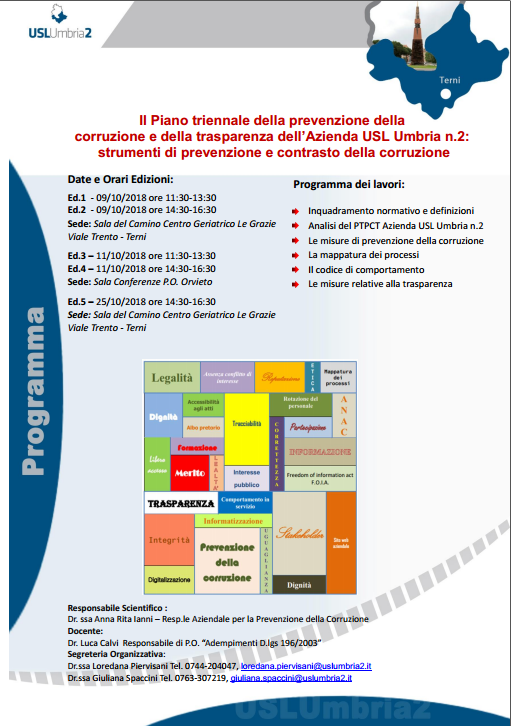 USLUmbria2
Terni
Il Piano triennale della prevenzione della
corruzione e della trasparenza dell'Azienda USL Umbria n.2:
strumenti di prevenzione e contrasto della corruzione
Date e Orari Edizioni:
Ed.1 - 09/10/2018 ore 11:30-13:30
Ed.2 - 09/10/2018 ore 14:30-16:30
Sede: Sala del Camino Centro Geriatrico Le Grazie
Viale Trento - Terni
Ed.3 – 11/10/2018 ore 11:30-13:30
Ed.4 – 11/10/2018 ore 14:30-16:30
Sede: Sala Conferenze P.O. Orvieto
Ed.5 – 25/10/2018 ore 14:30-16:30
Sede: Sala del Camino Centro Geriatrico Le Grazie
Viale Trento - Terni
Programma dei lavori:
Inquadramento normativo e definizioni
Analisi del PTPCT Azienda USL Umbria n.2
Le misure di prevenzione della corruzione
La mappatura dei processi
Il codice di comportamento
Le misure relative alla trasparenza
Programma
Legalità
Assenza conflitto di
interesse
Reputazione
ETICA
Mappatura
dei
processi
Dignità
Accessibilità
agli atti
Albo pretorio
Tracciabilità
Rotazione del
personale
CORRETTEZZA
Partecipazione
ANAC
Libero
accesso
Formazione
Merito
LEALTA'
Interesse
pubblico
INFORMAZIONE
Freedom of information act
F.O.I.A.
TRASPARENZA
Comportamento in
servizio
Informatizzazione
Integrità
Digitalizzazione
Prevenzione
della
corruzione
UGUAGLIANZA
Stakeholder
Dignità
Sito web
aziendale
Responsabile Scientifico :
Dr. ssa Anna Rita Ianni – Resp.le Aziendale per la Prevenzione della Corruzione
Docente:
Dr. Luca Calvi Responsabile di P.O. "Adempimenti D.lgs 196/2003"
Segreteria Organizzativa:
Dr.ssa Loredana Piervisani Tel. 0744-204047, loredana.piervisani@uslumbria2.it
Dr.ssa Giuliana Spaccini Tel. 0763-307219, giuliana.spaccini@uslumbria2.it
USLUmbria2